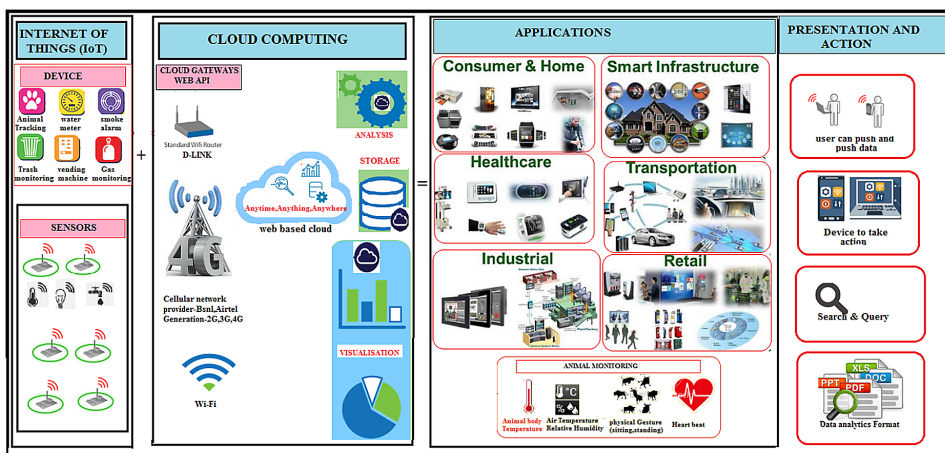 INTERNET OF
THINGS (IoT)
DEVICE
Animal
Tracking
water
meter
smoke
alarm
Trash
monitoring
vending
machine
Gas
monitoring
SENSORS
+
CLOUD COMPUTING
CLOUD GATEWAYS
WEB API
Standard Wifi Router
D-LINK
4G
Cellular network
provider-Bsnl,Airtel
Generation-2G,3G,4G
Wi-Fi
Anytime,Anything,Anywhere
web based cloud
ANALYSIS
STORAGE
VISUALISATION
=
APPLICATIONS
Consumer & Home
Smart Infrastructure
Healthcare
Transportation
Industrial
Retail
ANIMAL MONITORING
Animal body
Temperature
°C
%
Air Temperature
Relative Humidity
physical Gesture
(sitting,standing)
Heart beat
PRESENTATION AND
ACTION
user can push and
push data
Device to take
action
Search & Query
XLS
DOC
PPT
PDF
Data analytics Format